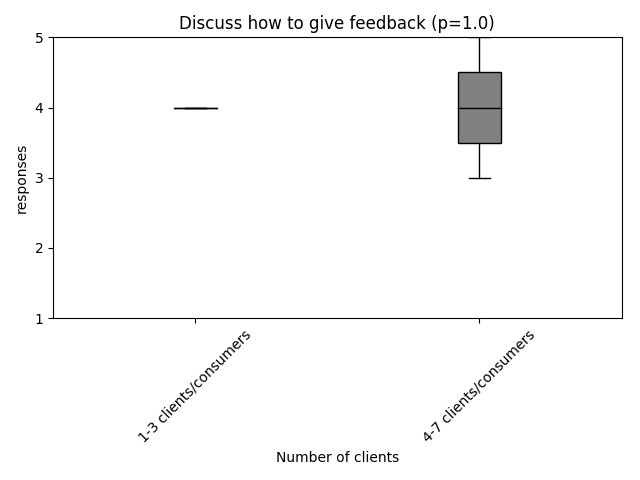 Discuss how to give feedback (p=1.0)
5
4
3
2
1
responses
1-3 clients/consumers
4-7 clients/consumers
Number of clients